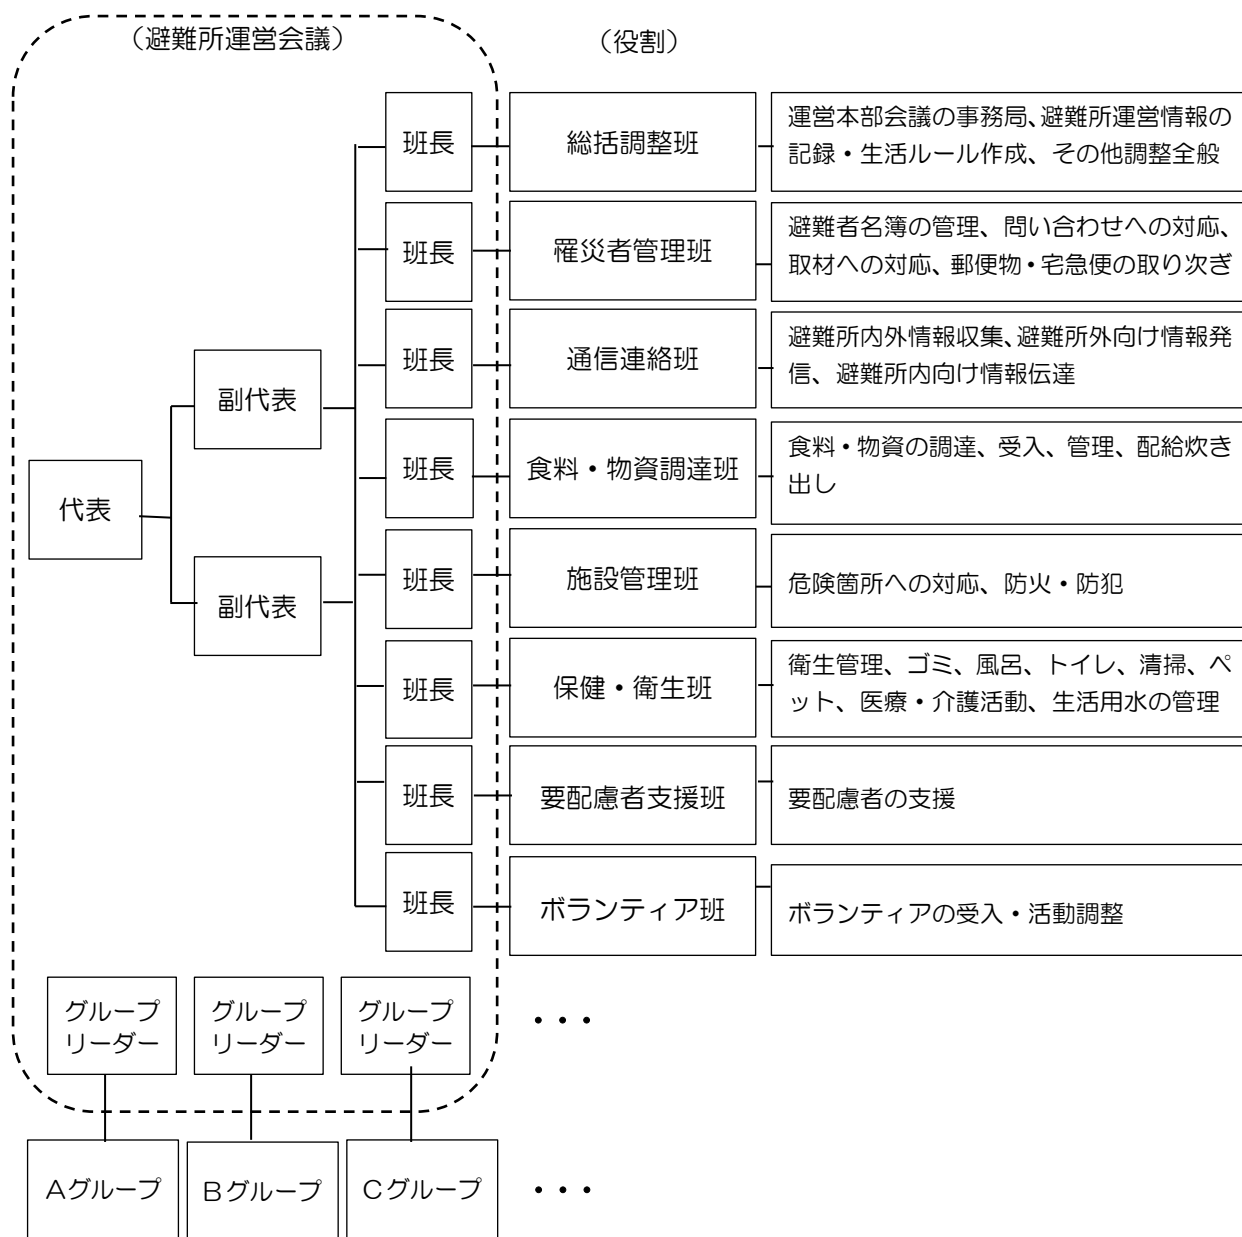 （避難所運営会議）
（役割）
班長
総括調整班
運営本部会議の事務局、避難所運営情報の
記録・生活ルール作成、その他調整全般
班長
罹災者管理班
避難者名簿の管理、問い合わせへの対応、
取材への対応、郵便物・宅急便の取り次ぎ
班長
通信連絡班
避難所内外情報収集、避難所外向け情報発
信、避難所内向け情報伝達
副代表
班長
食料・物資調達班
食料・物資の調達、受入、管理、配給炊き
出し
代表
班長
施設管理班
危険箇所への対応、防火・防犯
副代表
班長
保健・衛生班
衛生管理、ゴミ、風呂、トイレ、清掃、ペ
ット、医療・介護活動、生活用水の管理
班長
要配慮者支援班
要配慮者の支援
班長
ボランティア班
ボランティアの受入・活動調整
グループ
リーダー
グループ
リーダー
グループ
リーダー
・・・
Ａグループ
Ｂグループ
Ｃグループ
・・・